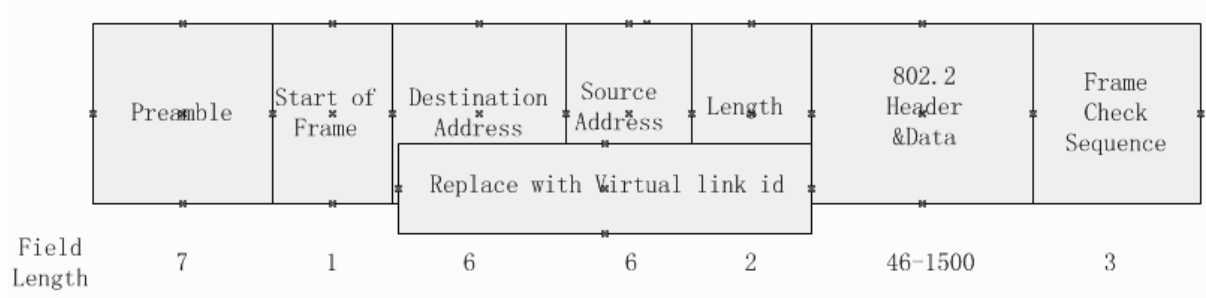 Preamble
Start of
Frame
Destination
Address
Source
Address
Length
802.2
Header
&Data
Frame
Check
Sequence
Replace with Virtual link id
Field
Length
7 1 6 6 2 46-1500 3